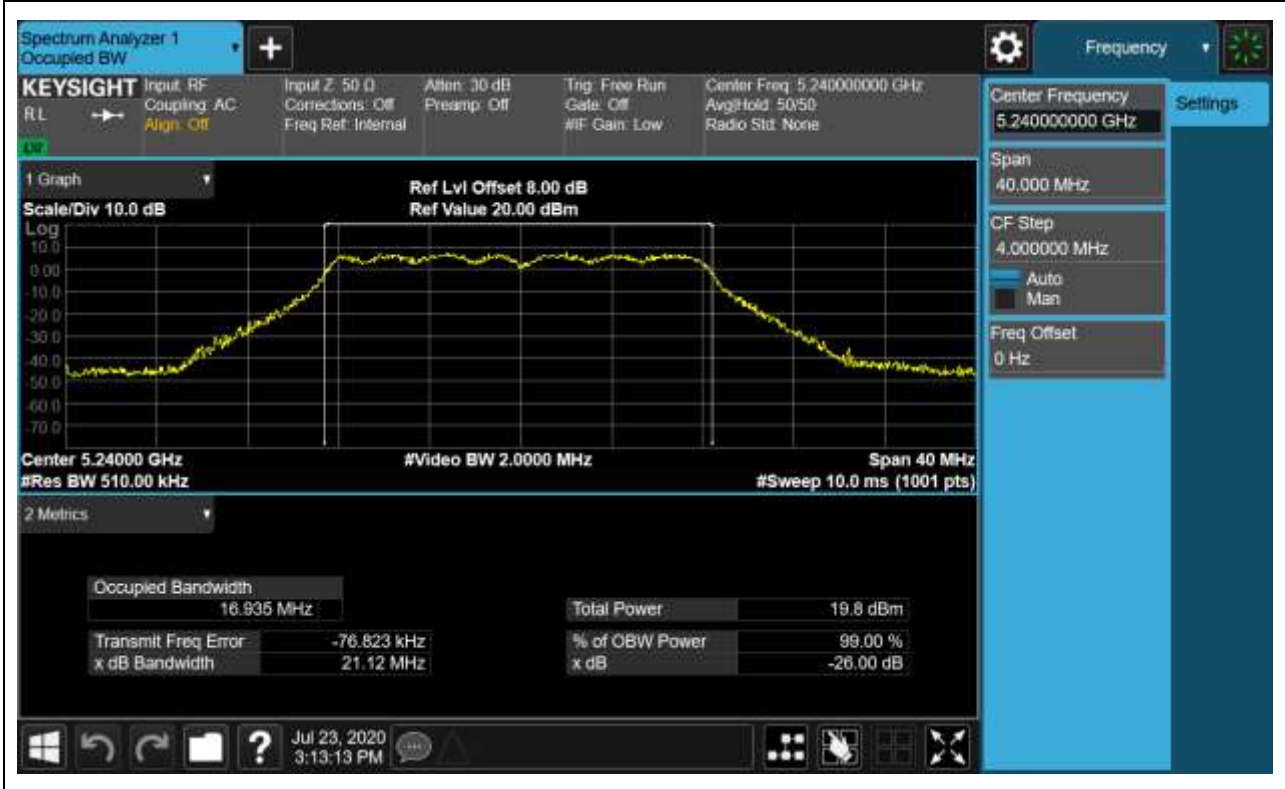 Spectrum Analyzer 1
Occupied BW
+
Frequency
KEYSIGHT
RL
Input: RF
Coupling: AC
Align: Off
Input Z: 50 Ω
Corrections: Off
Freq Ref: Internal
Atten: 30 dB
Preamp: Off
Trig: Free Run
Gate: Off
#IF Gain: Low
Center Freq: 5.240000000 GHz
Avg|Hold: 50/50
Radio Std: None
1 Graph
Scale/Div 10.0 dB
Ref Lvl Offset 8.00 dB
Ref Value 20.00 dBm
Log
10.0
0.00
-10.0
-20.0
-30.0
-40.0
-50.0
-60.0
-70.0
Center 5.24000 GHz
#Res BW 510.00 kHz
#Video BW 2.0000 MHz
Span 40 MHz
#Sweep 10.0 ms (1001 pts)
2 Metrics
Occupied Bandwidth
16.935 MHz
Transmit Freq Error -76.823 kHz
x dB Bandwidth 21.12 MHz
Total Power 19.8 dBm
% of OBW Power 99.00 %
x dB -26.00 dB
Center Frequency
5.240000000 GHz
Settings
Span
40.000 MHz
CF Step
4.000000 MHz
Auto
Man
Freq Offset
0 Hz
?
Jul 23, 2020
3:13:13 PM